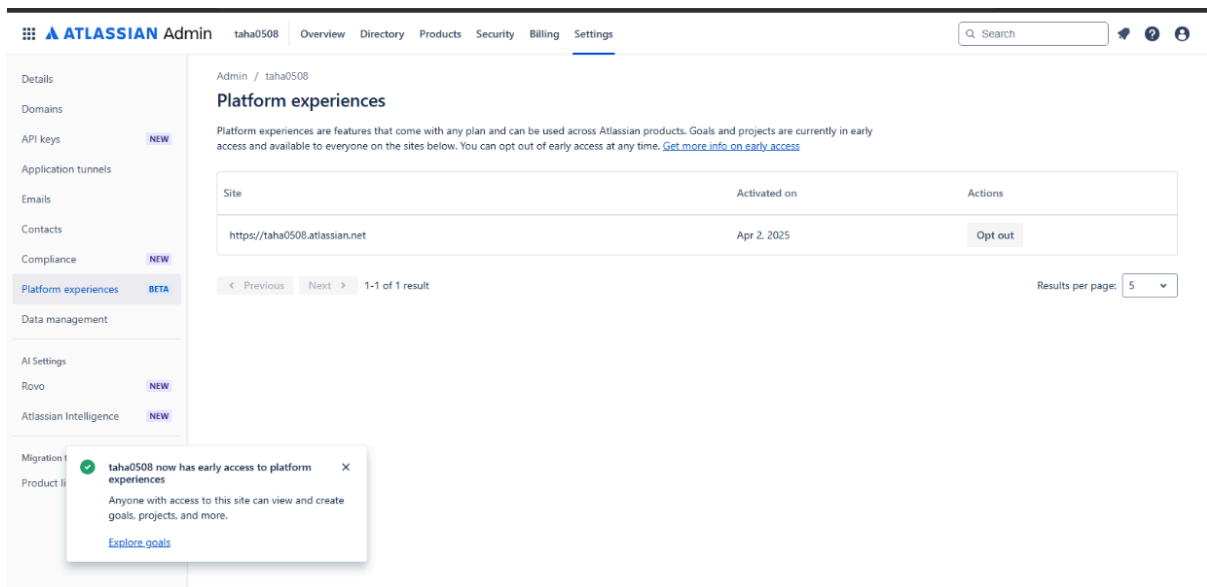 ATLASSIAN Admin taha0508 Overview Directory Products Security Billing Settings Search
Details
Domains
API keys NEW
Application tunnels
Emails
Contacts
Compliance NEW
Platform experiences BETA
Data management
AI Settings
Rovo NEW
Atlassian Intelligence NEW
Migration
Product
Admin / taha0508
Platform experiences
Platform experiences are features that come with any plan and can be used across Atlassian products. Goals and projects are currently in early
access and available to everyone on the sites below. You can opt out of early access at any time. Get more info on early access
Site Activated on Actions
https://taha0508.atlassian.net Apr 2, 2025 Opt out
Previous Next 1-1 of 1 result Results per page: 5
taha0508 now has early access to platform
experiences
Anyone with access to this site can view and create
goals, projects, and more.
Explore goals